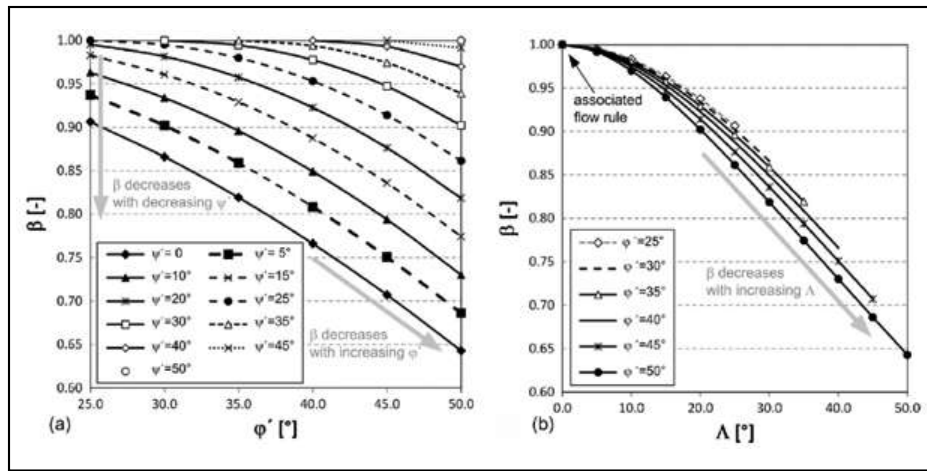 1.00
0.95
0.90
0.85
0.80
0.75
0.70
0.65
0.60
β [-]
β decreases
with decreasing ψ´
ψ´= 0
ψ´= 5°
ψ´=10°
ψ´=15°
ψ´=20°
ψ´=25°
ψ´=30°
ψ´=35°
ψ´=40°
ψ´=45°
ψ´=50°
β decreases
with increasing φ´
25.0 30.0 35.0 40.0 45.0 50.0
(a) φ´ [°]
1.00
0.95
0.90
0.85
0.80
0.75
0.70
0.65
0.60
β [-]
associated
flow rule
β decreases
with increasing Λ
φ´=25°
φ´=30°
φ´=35°
φ´=40°
φ´=45°
φ´=50°
0.0 10.0 20.0 30.0 40.0 50.0
(b) Λ [°]